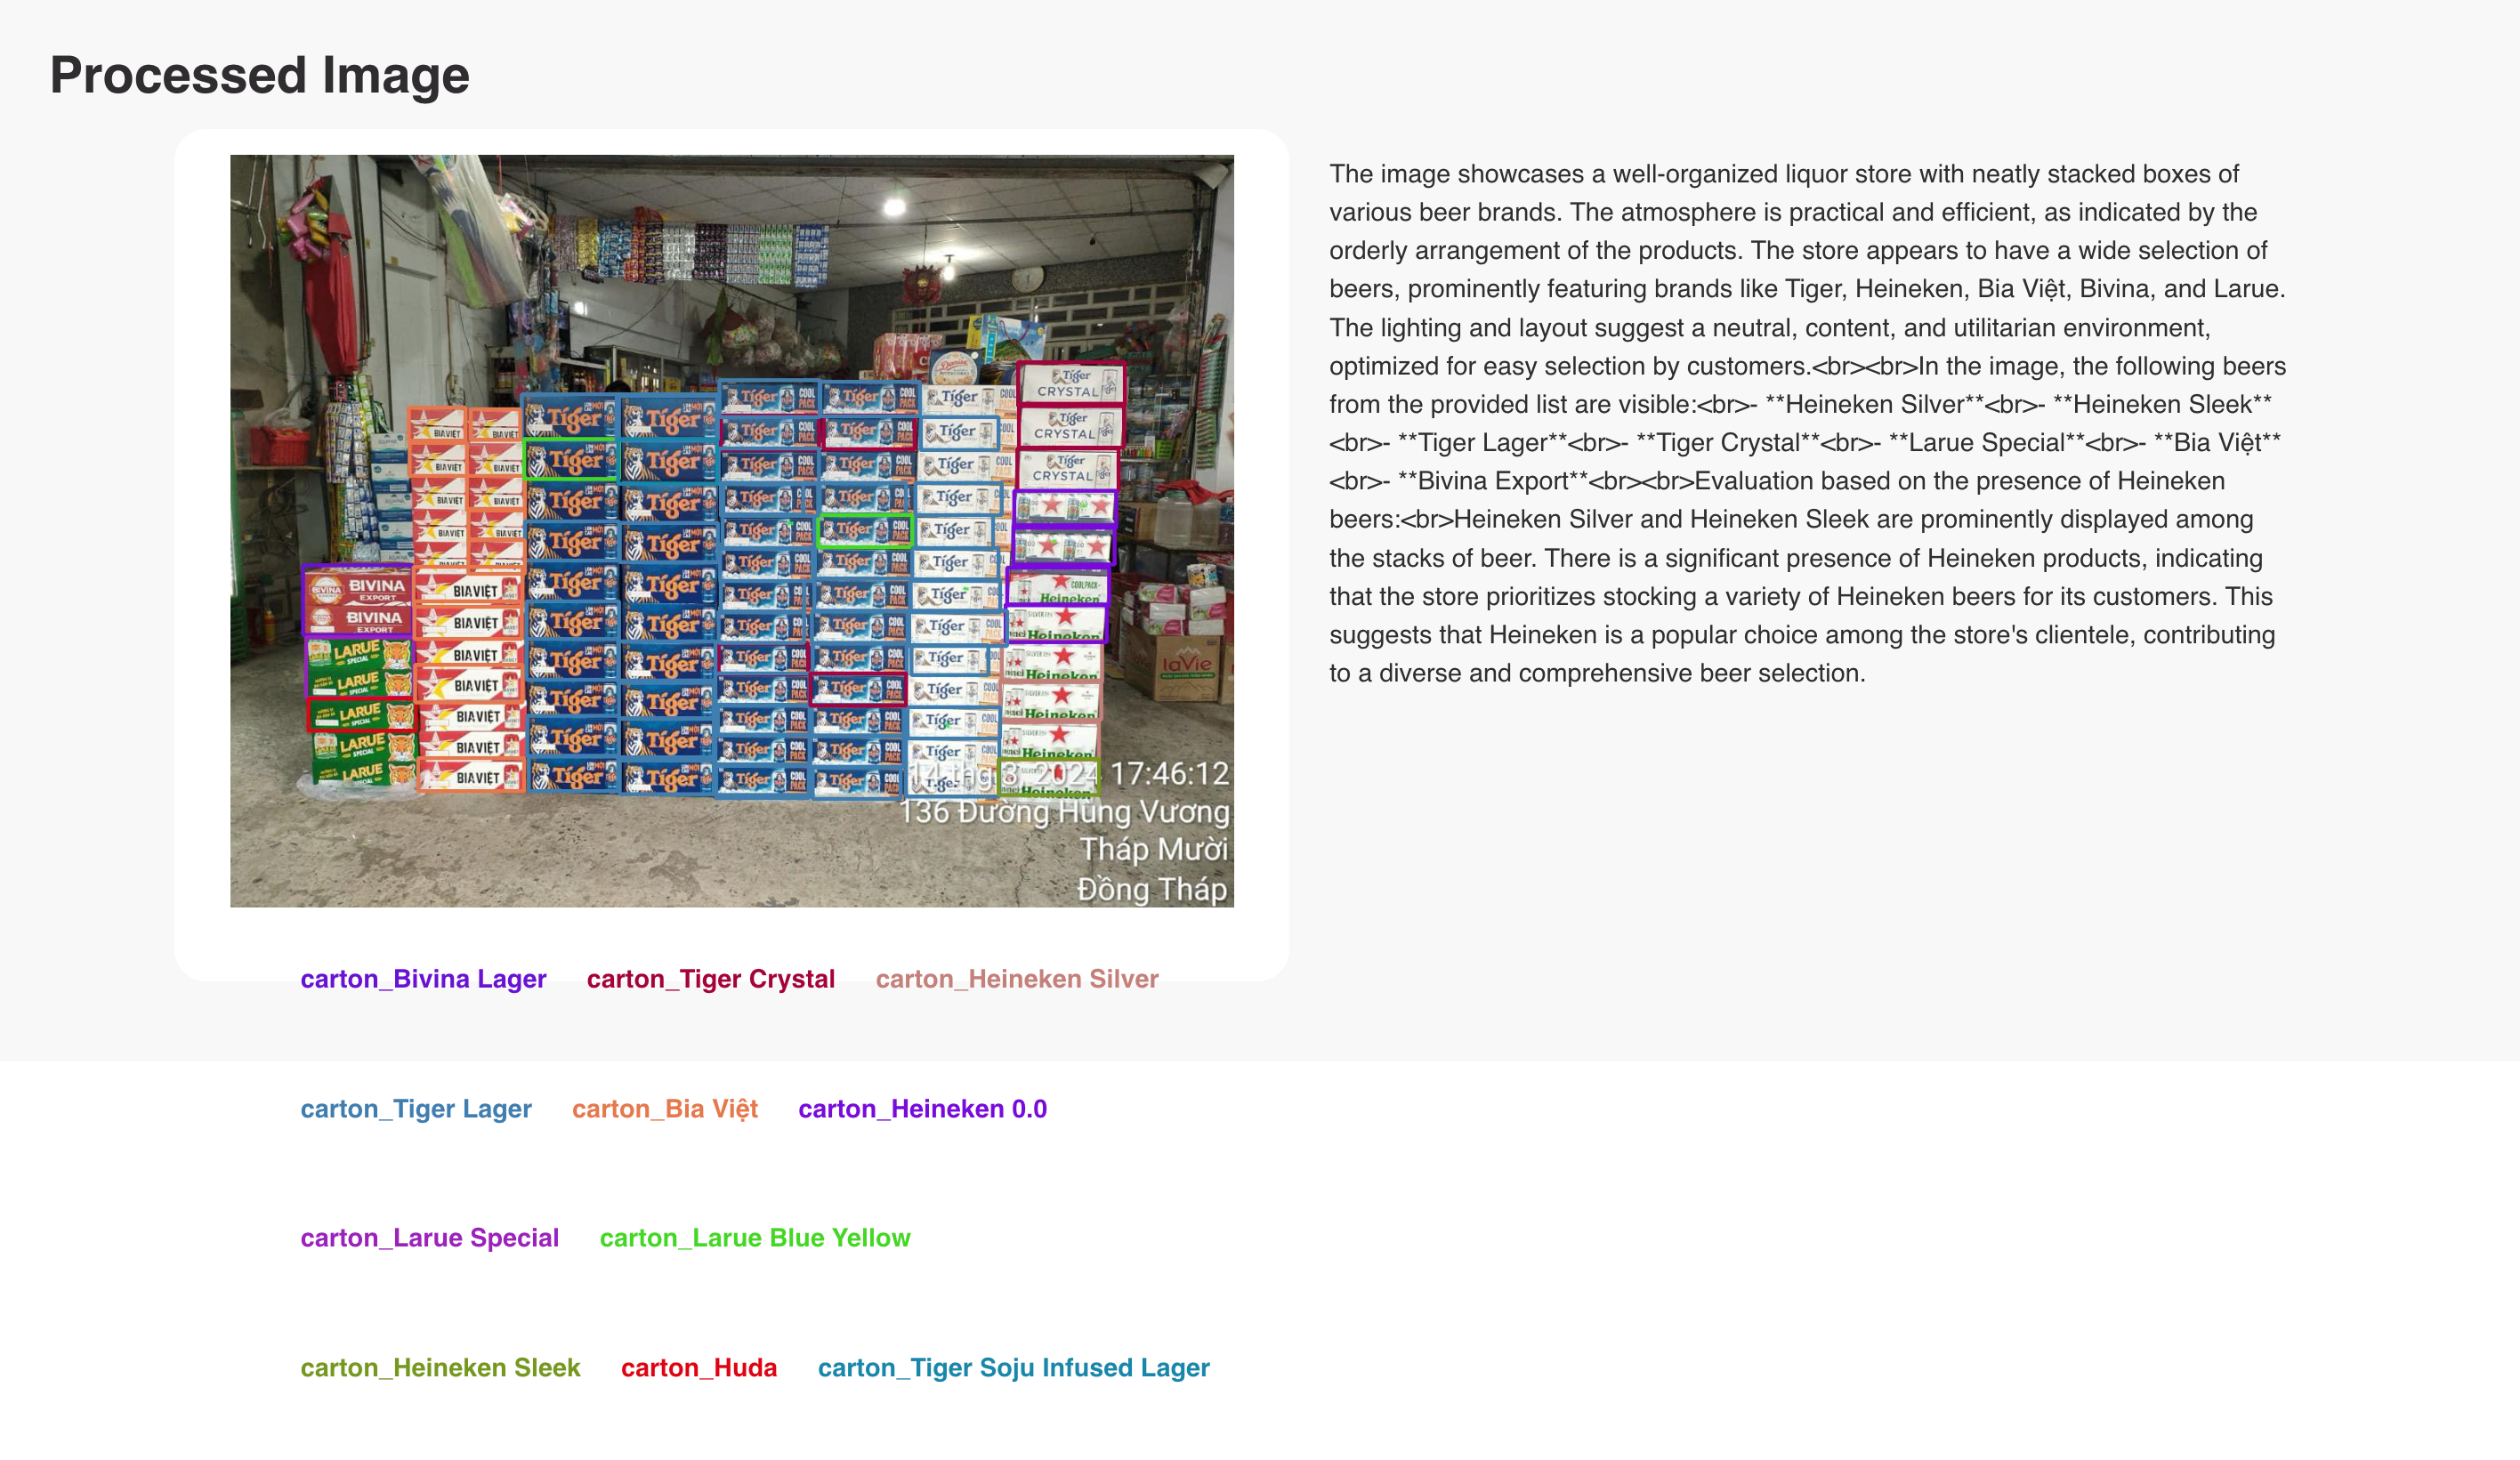 Processed Image
The image showcases a well-organized liquor store with neatly stacked boxes of
various beer brands. The atmosphere is practical and efficient, as indicated by the
orderly arrangement of the products. The store appears to have a wide selection of
beers, prominently featuring brands like Tiger, Heineken, Bia Việt, Bivina, and Larue.
The lighting and layout suggest a neutral, content, and utilitarian environment,
optimized for easy selection by customers.<br><br>In the image, the following beers
from the provided list are visible:<br>- **Heineken Silver**<br>- **Heineken Sleek**
<br>- **Tiger Lager**<br>- **Tiger Crystal**<br>- **Larue Special**<br>- **Bia Việt**
<br>- **Bivina Export**<br><br>Evaluation based on the presence of Heineken
beers:<br>Heineken Silver and Heineken Sleek are prominently displayed among
the stacks of beer. There is a significant presence of Heineken products, indicating
that the store prioritizes stocking a variety of Heineken beers for its customers. This
suggests that Heineken is a popular choice among the store's clientele, contributing
to a diverse and comprehensive beer selection.
Tiger
CRYSTAL
Tiger COOL PACK
BIA VIỆT
BIVINA
EXPORT
LARUE
SPECIAL
Heineken
laVie
14 thg 3, 2024 17:46:12
136 Đường Hùng Vương
Tháp Mười
Đồng Tháp
carton_Bivina Lager carton_Tiger Crystal carton_Heineken Silver
carton_Tiger Lager carton_Bia Việt carton_Heineken 0.0
carton_Larue Special carton_Larue Blue Yellow
carton_Heineken Sleek carton_Huda carton_Tiger Soju Infused Lager